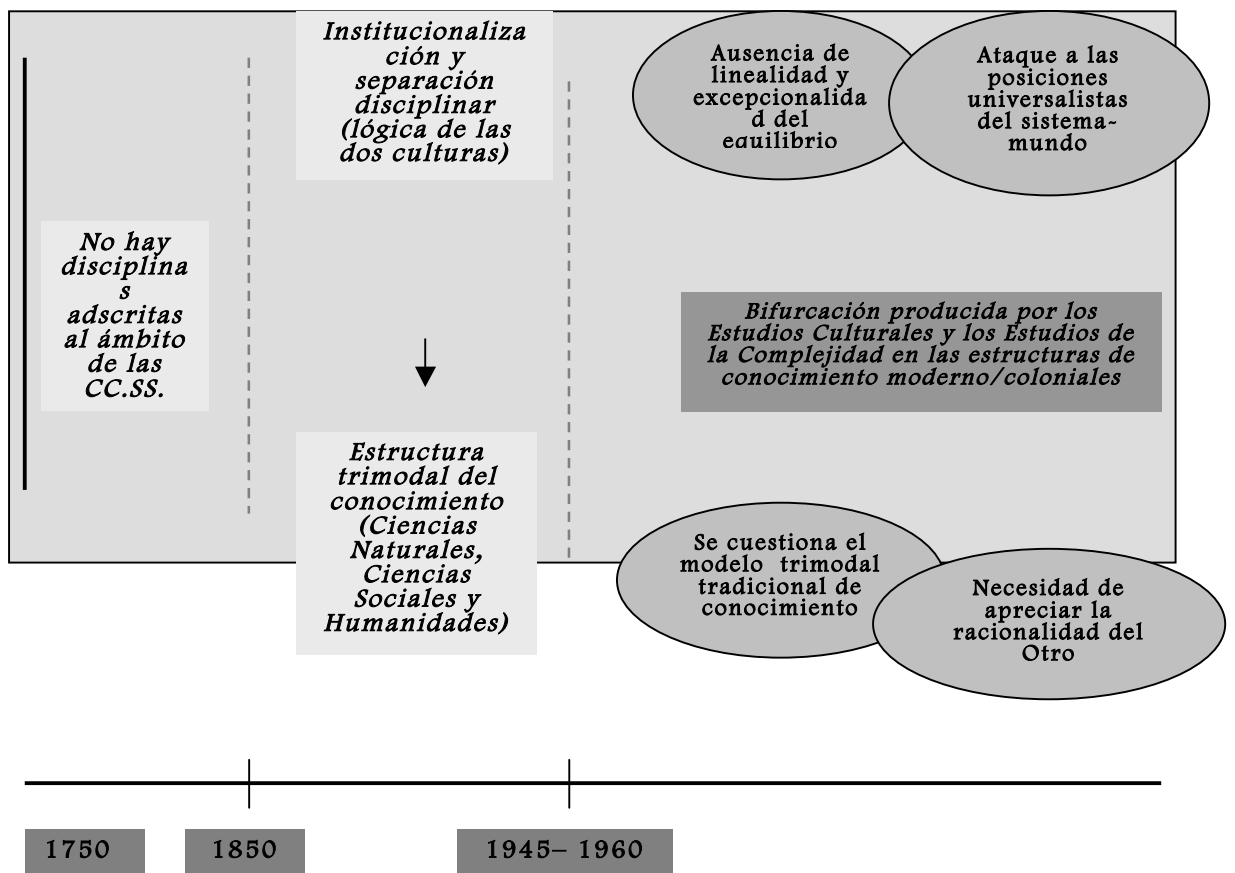 No hay
disciplina
s
adscritas
al ámbito
de las
CC.SS.
Institucionaliza
ción y
separación
disciplinar
(lógica de las
dos culturas)
Estructura
trimodal del
conocimiento
(Ciencias
Naturales,
Ciencias
Sociales y
Humanidades)
Ausencia de
linealidad y
excepcionalida
d del
equilibrio
Ataque a las
posiciones
universalistas
del sistema-
mundo
Bifurcación producida por los
Estudios Culturales y los Estudios de
la Complejidad en las estructuras de
conocimiento moderno/coloniales
Se cuestiona el
modelo trimodal
tradicional de
conocimiento
Necesidad de
apreciar la
racionalidad del
Otro
1750
1850
1945– 1960